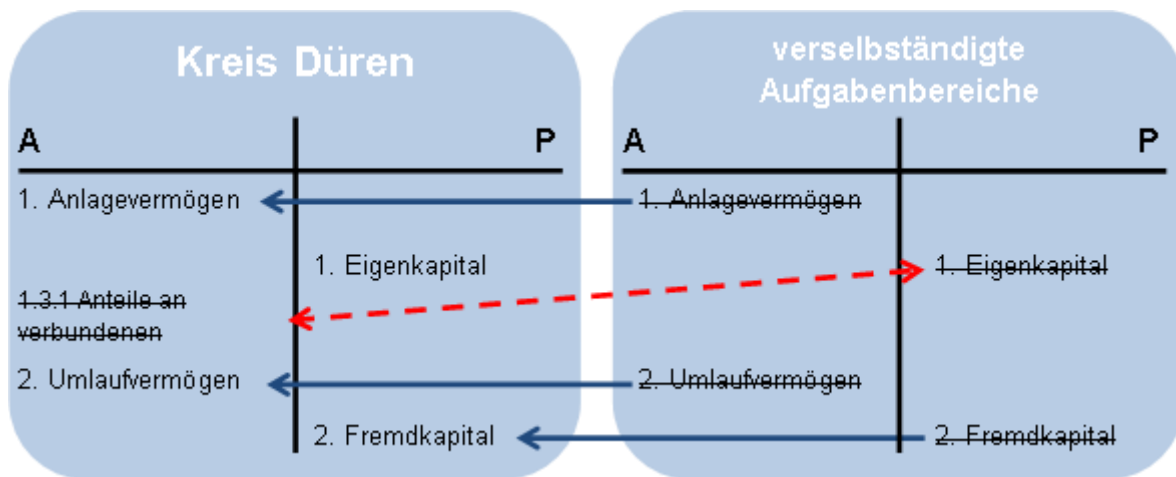 Kreis Düren
A P
1. Anlagevermögen
1. Eigenkapital
1.3.1 Anteile an
verbundenen
2. Umlaufvermögen
2. Fremdkapital
verselbständigte
Aufgabenbereiche
A P
1. Anlagevermögen
1. Eigenkapital
2. Umlaufvermögen
2. Fremdkapital